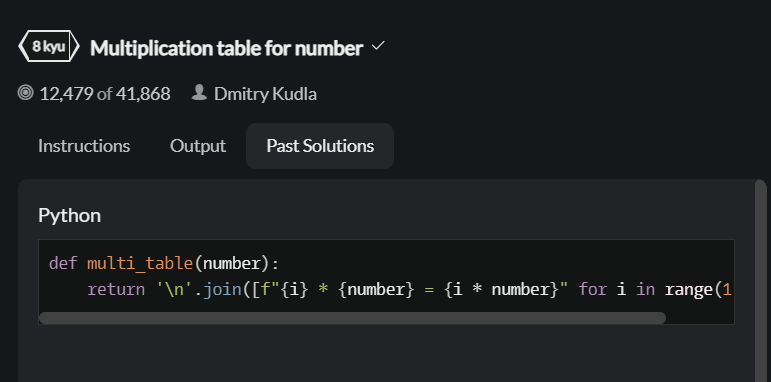 8 kyu Multiplication table for number
12,479 of 41,868 Dmitry Kudla
Instructions Output Past Solutions
Python
def multi_table(number):
    return '\n'.join([f"{i} * {number} = {i * number}" for i in range(1